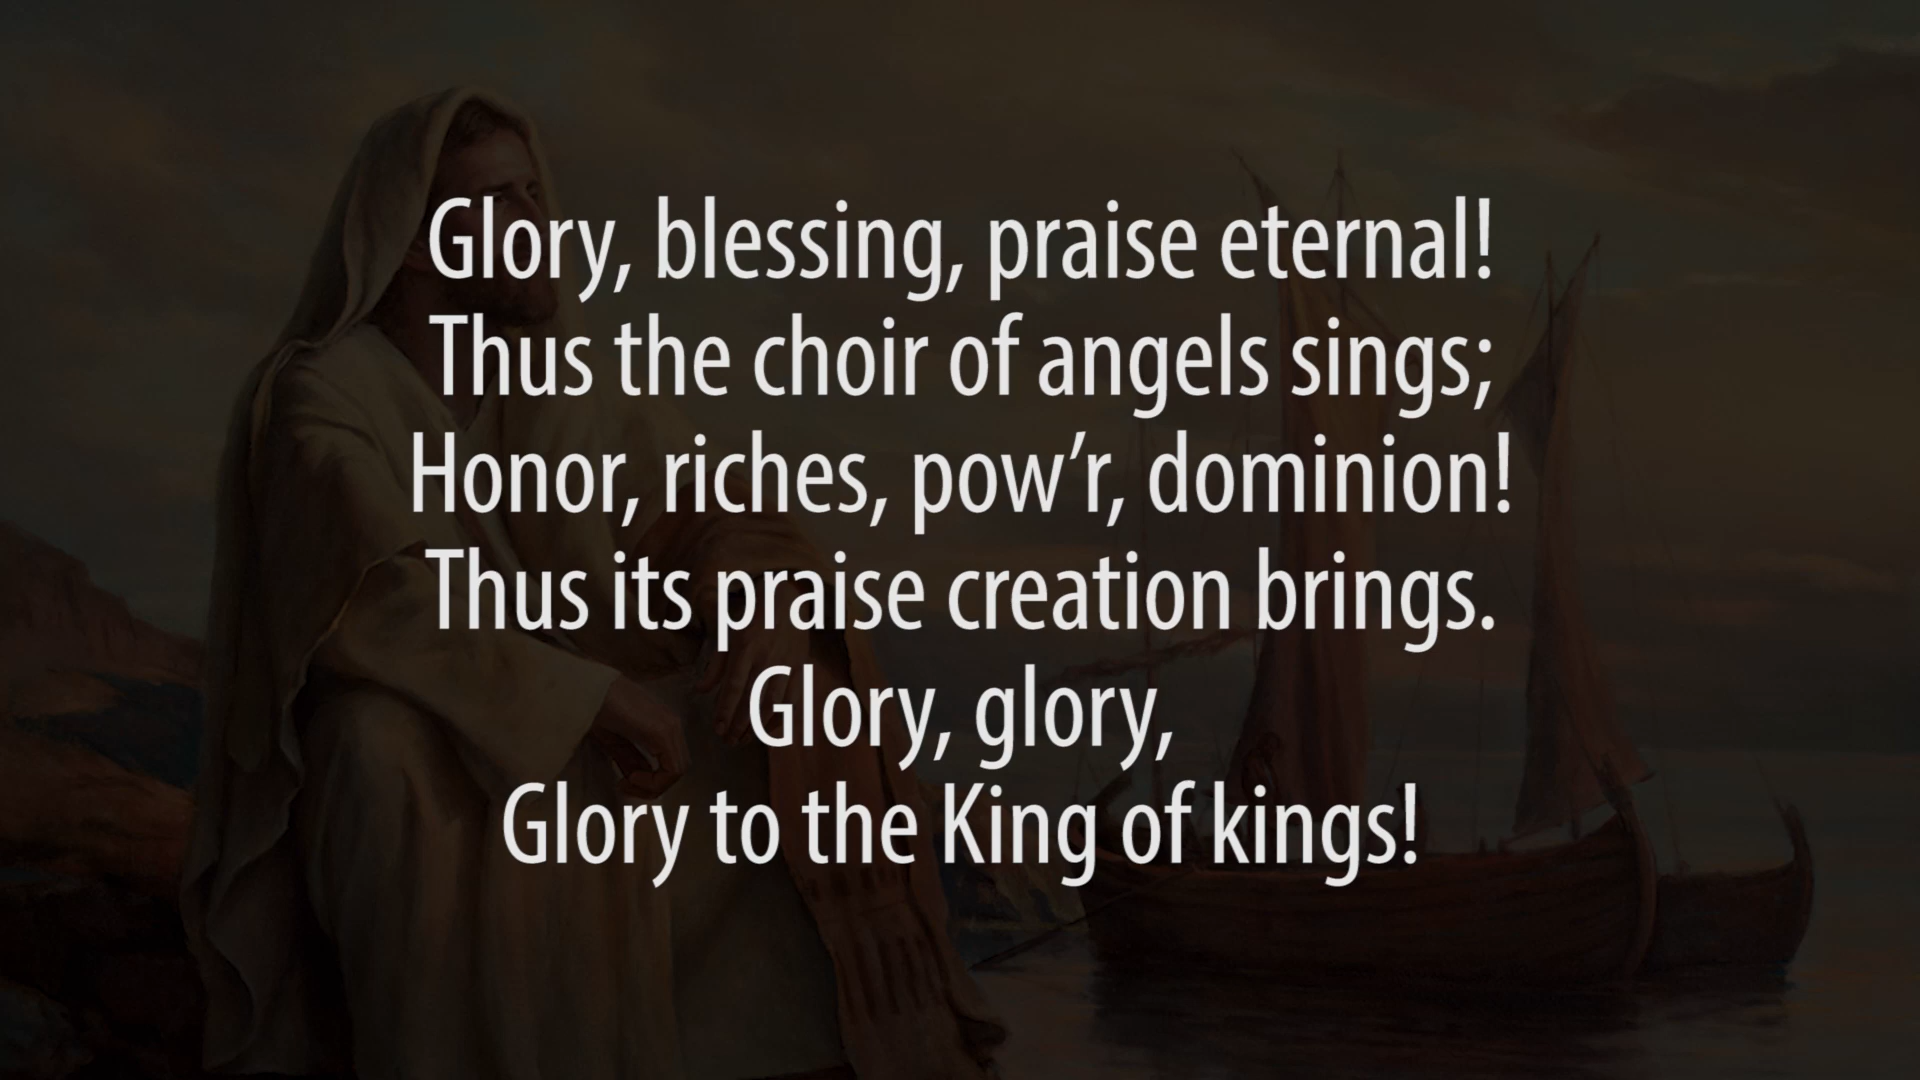 Glory, blessing, praise eternal!
Thus the choir of angels sings;
Honor, riches, pow’r, dominion!
Thus its praise creation brings.
Glory, glory,
Glory to the King of kings!